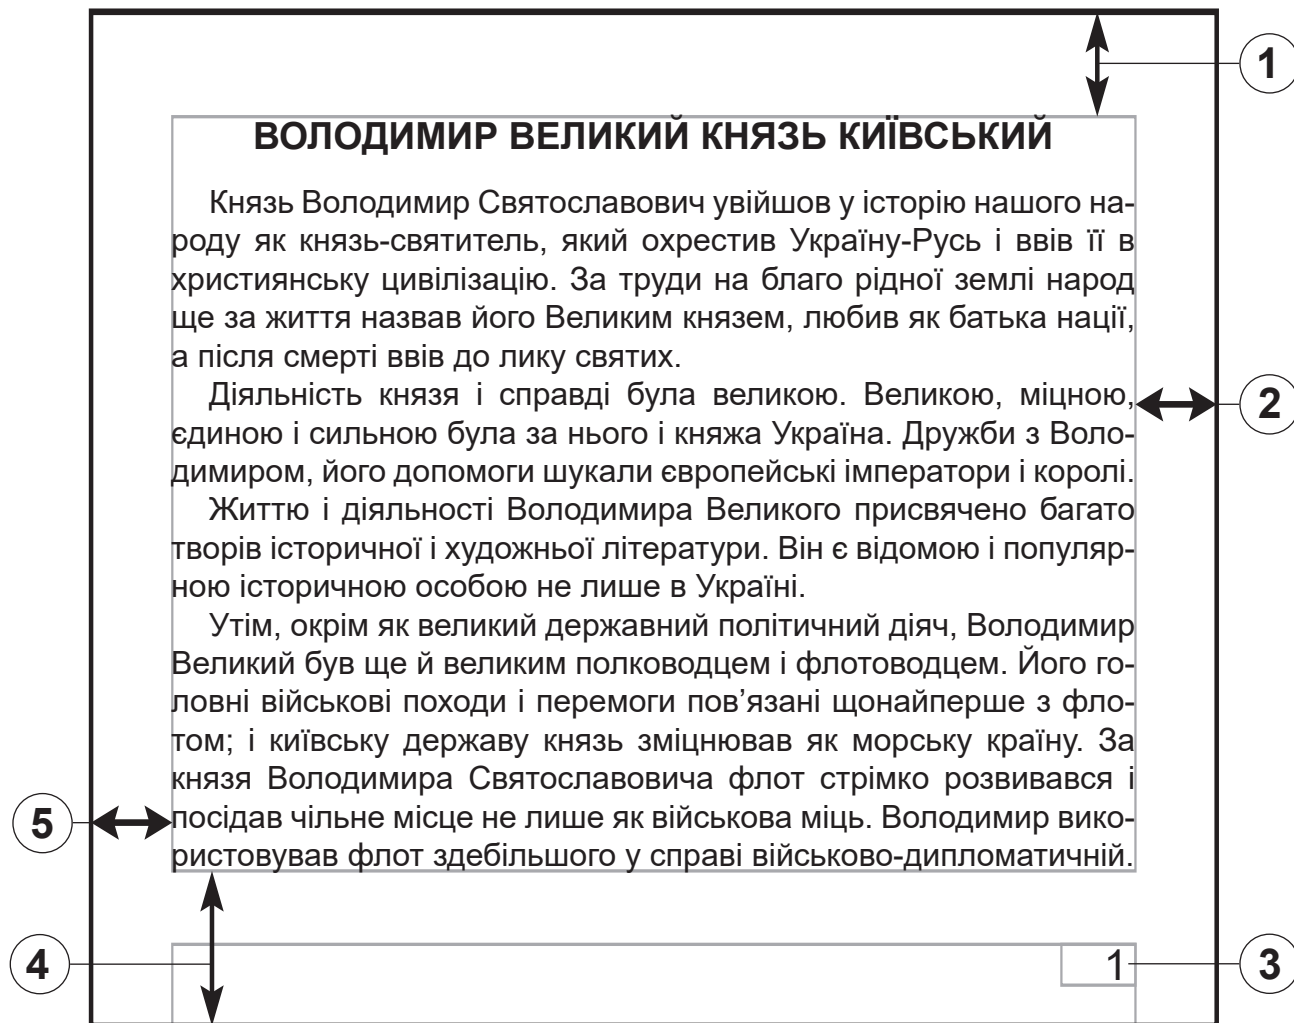 1
ВОЛОДИМИР ВЕЛИКИЙ КНЯЗЬ КИЇВСЬКИЙ
Князь Володимир Святославович увійшов у історію нашого на-
роду як князь-святитель, який охрестив Україну-Русь і ввів її в
християнську цивілізацію. За труди на благо рідної землі народ
ще за життя назвав його Великим князем, любив як батька нації,
а після смерті ввів до лику святих.
Діяльність князя і справді була великою. Великою, міцною,
2
єдиною і сильною була за нього і княжа Україна. Дружби з Воло-
димиром, його допомоги шукали європейські імператори і королі.
Життю і діяльності Володимира Великого присвячено багато
творів історичної і художньої літератури. Він є відомою і популяр-
ною історичною особою не лише в Україні.
Утім, окрім як великий державний політичний діяч, Володимир
Великий був ще й великим полководцем і флотоводцем. Його го-
ловні військові походи і перемоги пов’язані щонайперше з фло-
том; і київську державу князь зміцнював як морську країну. За
князя Володимира Святославовича флот стрімко розвивався і
5
посідав чільне місце не лише як військова міць. Володимир вико-
ристовував флот здебільшого у справі військово-дипломатичній.
4
1
3